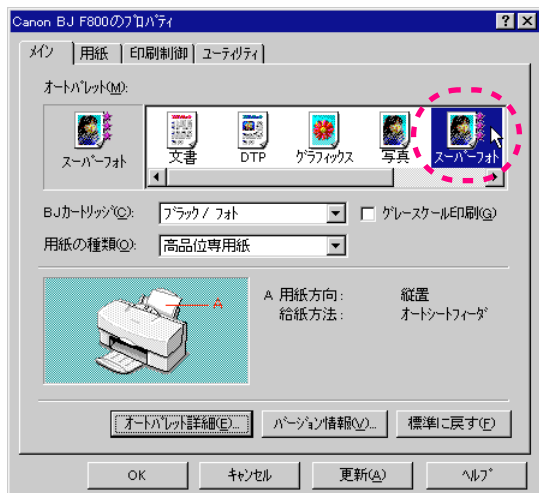 Canon BJ F800のﾌﾟﾛﾊﾟﾃｨ
ﾒｲﾝ 用紙 印刷制御 ﾕｰﾃｨﾘﾃｨ
ｵｰﾄﾊﾟﾚｯﾄ(M):
ｽｰﾊﾟｰﾌｫﾄ 文書 DTP ｸﾞﾗﾌｨｯｸｽ 写真 ｽｰﾊﾟｰﾌｫﾄ
BJｶｰﾄﾘｯｼﾞ(C): ﾌﾞﾗｯｸ / ﾌｫﾄ ｸﾞﾚｰｽｹｰﾙ印刷(G)
用紙の種類(O): 高品位専用紙
A
A 用紙方向: 縦置
給紙方法: ｵｰﾄｼｰﾄﾌｨｰﾀﾞ
ｵｰﾄﾊﾟﾚｯﾄ詳細(E)... ﾊﾞｰｼﾞｮﾝ情報(V)... 標準に戻す(F)
OK ｷｬﾝｾﾙ 更新(A) ﾍﾙﾌﾟ